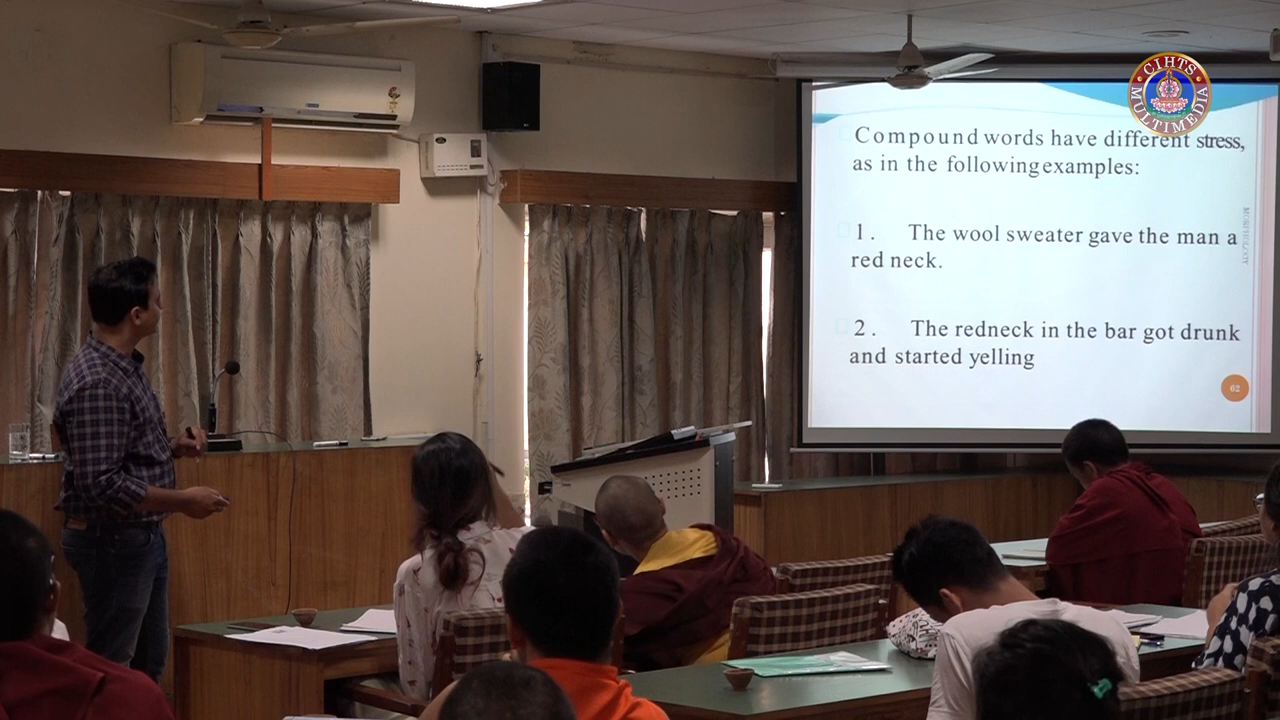 CIHTS
MULTIMEDIA
Compound words have different stress,
as in the following examples:
1. The wool sweater gave the man a
red neck.
2. The redneck in the bar got drunk
and started yelling
62